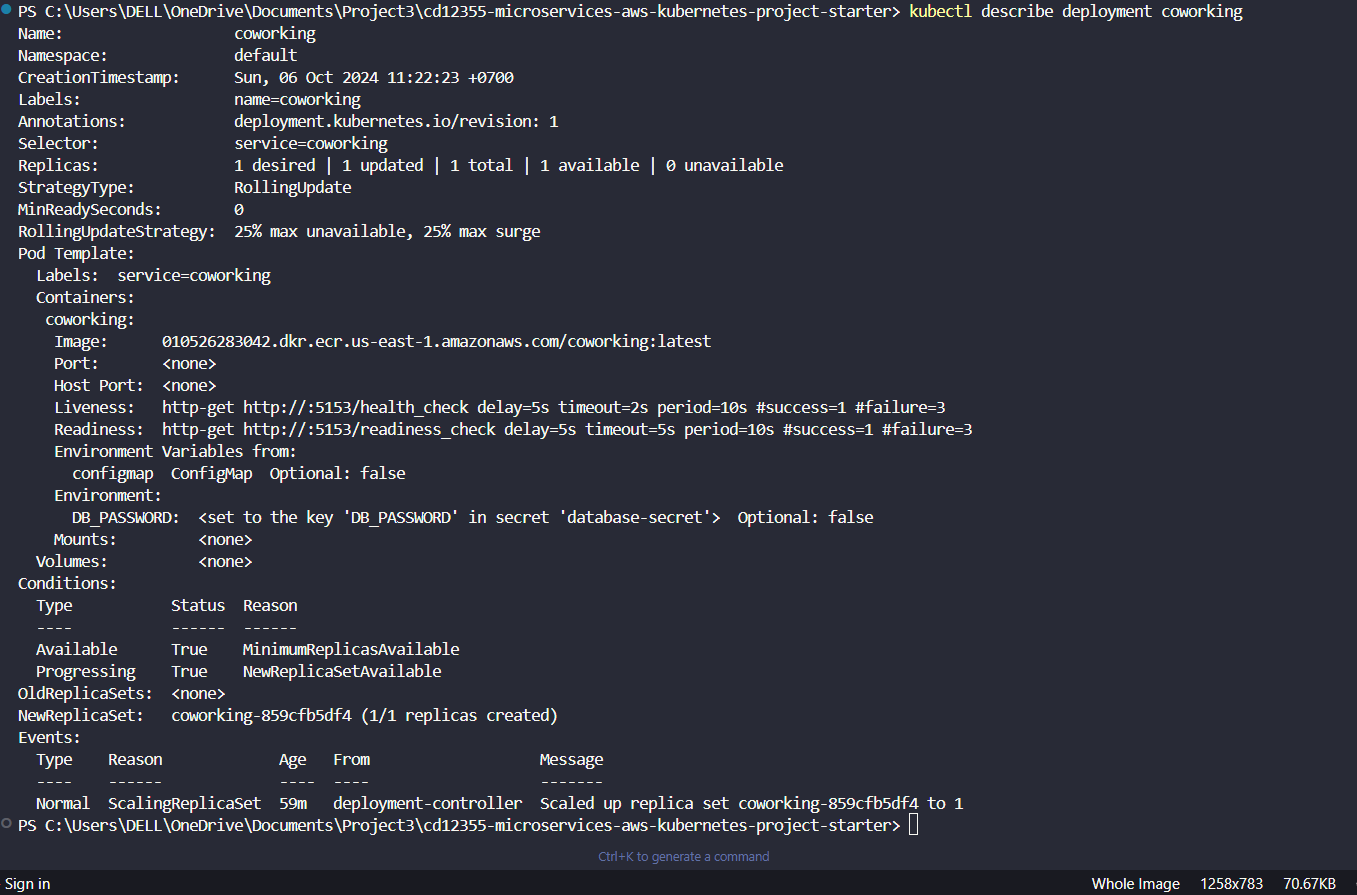 PS C:\Users\DELL\OneDrive\Documents\Project3\cd12355-microservices-aws-kubernetes-project-starter> kubectl describe deployment coworking
Name:                   coworking
Namespace:              default
CreationTimestamp:      Sun, 06 Oct 2024 11:22:23 +0700
Labels:                 name=coworking
Annotations:            deployment.kubernetes.io/revision: 1
Selector:               service=coworking
Replicas:               1 desired | 1 updated | 1 total | 1 available | 0 unavailable
StrategyType:           RollingUpdate
MinReadySeconds:        0
RollingUpdateStrategy:  25% max unavailable, 25% max surge
Pod Template:
  Labels:  service=coworking
  Containers:
   coworking:
    Image:      010526283042.dkr.ecr.us-east-1.amazonaws.com/coworking:latest
    Port:       <none>
    Host Port:  <none>
    Liveness:   http-get http://:5153/health_check delay=5s timeout=2s period=10s #success=1 #failure=3
    Readiness:  http-get http://:5153/readiness_check delay=5s timeout=5s period=10s #success=1 #failure=3
    Environment Variables from:
      configmap  ConfigMap  Optional: false
    Environment:
      DB_PASSWORD:  <set to the key 'DB_PASSWORD' in secret 'database-secret'>  Optional: false
    Mounts:         <none>
  Volumes:          <none>
Conditions:
  Type           Status  Reason
  ----           ------  ------
  Available      True    MinimumReplicasAvailable
  Progressing    True    NewReplicaSetAvailable
OldReplicaSets:  <none>
NewReplicaSet:   coworking-859cfb5df4 (1/1 replicas created)
Events:
  Type    Reason             Age   From                   Message
  ----    ------             ----  ----                   -------
  Normal  ScalingReplicaSet  59m   deployment-controller  Scaled up replica set coworking-859cfb5df4 to 1
PS C:\Users\DELL\OneDrive\Documents\Project3\cd12355-microservices-aws-kubernetes-project-starter>
Ctrl+K to generate a command
Sign in Whole Image 1258x783 70.67KB